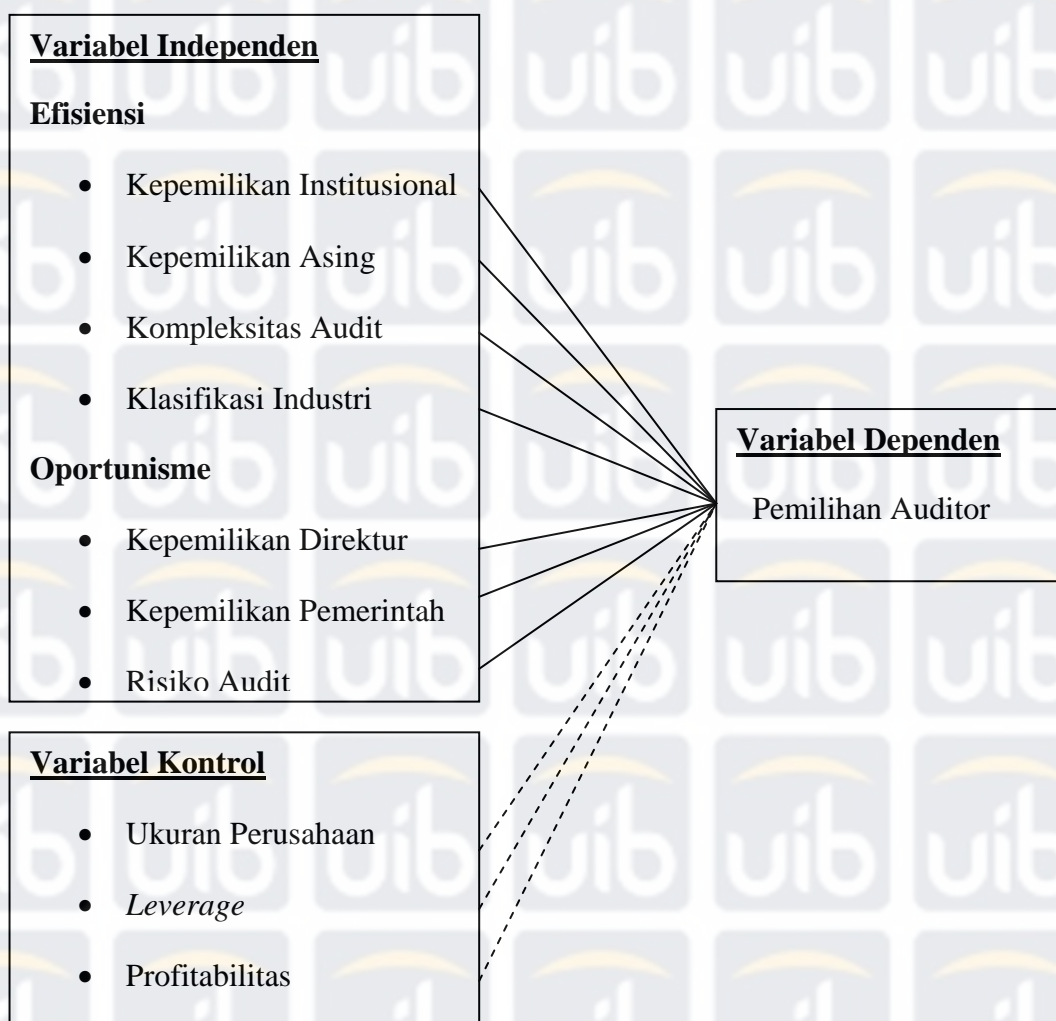 Variabel Independen
Efisiensi
• Kepemilikan Institusional
• Kepemilikan Asing
• Kompleksitas Audit
• Klasifikasi Industri
Oportunisme
• Kepemilikan Direktur
• Kepemilikan Pemerintah
• Risiko Audit
Variabel Dependen
Pemilihan Auditor
Variabel Kontrol
• Ukuran Perusahaan
• Leverage
• Profitabilitas
uib